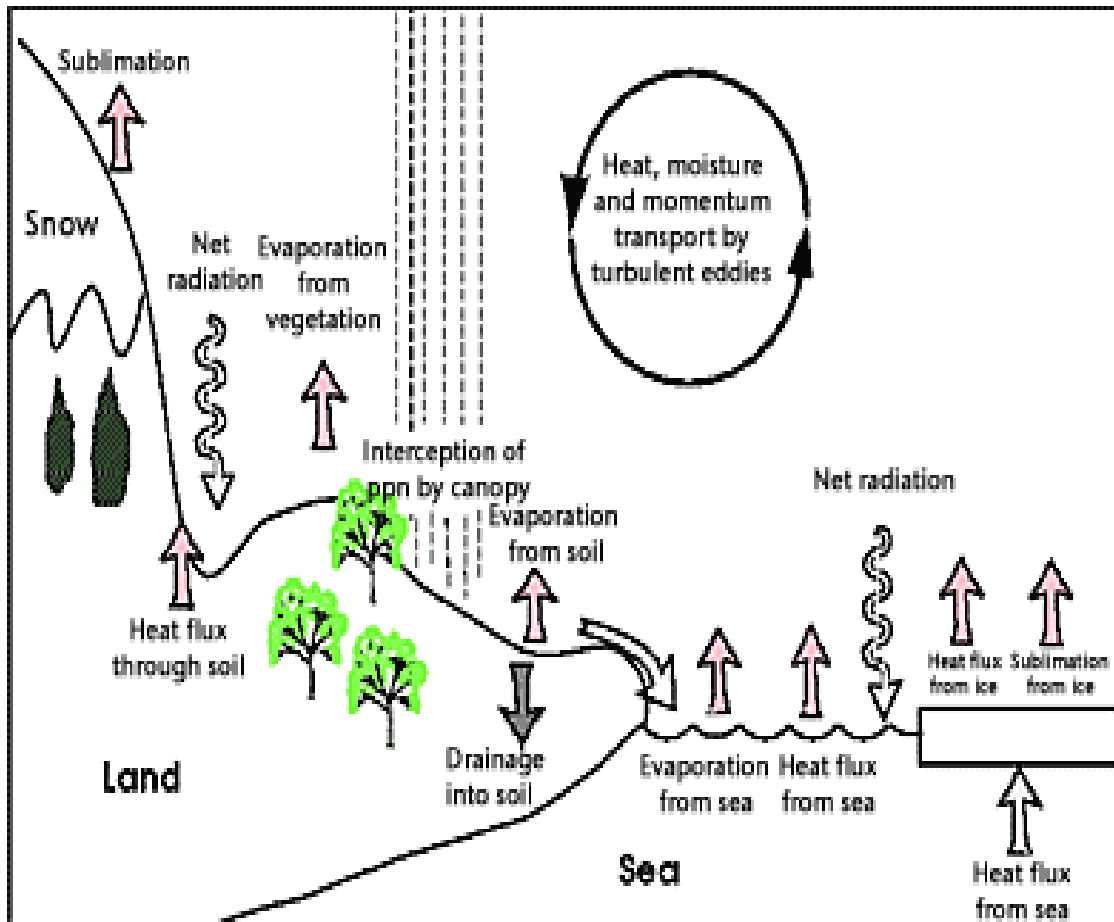 Sublimation
Snow
Net
radiation
Evaporation
from
vegetation
Heat, moisture
and momentum
transport by
turbulent eddies
Interception of
ppn by canopy
Evaporation
from soil
Net radiation
Heat flux
through soil
Heat flux
from ice
Sublimation
from ice
Land
Drainage
into soil
Evaporation
from sea
Heat flux
from sea
Sea
Heat flux
from sea